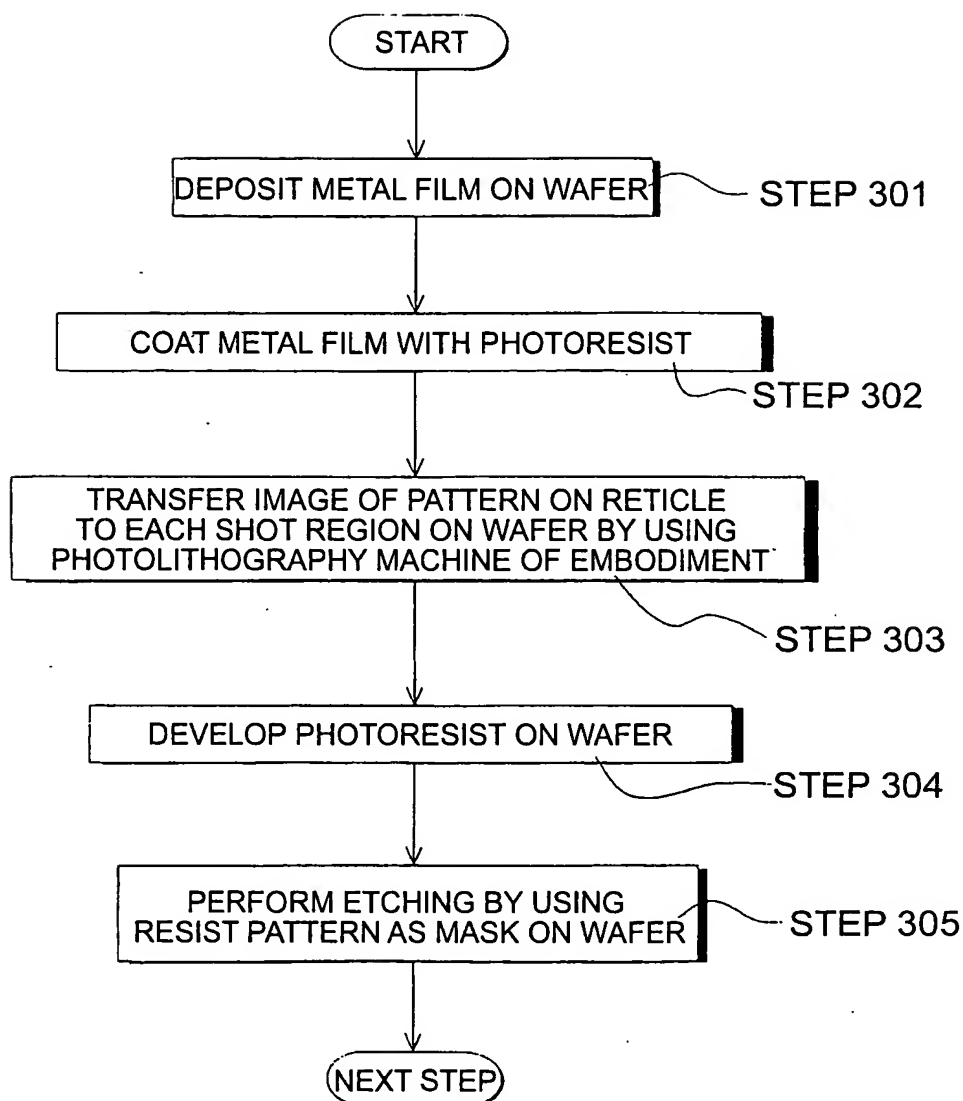 START
DEPOSIT METAL FILM ON WAFER
STEP 301
COAT METAL FILM WITH PHOTORESIST
STEP 302
TRANSFER IMAGE OF PATTERN ON RETICLE
TO EACH SHOT REGION ON WAFER BY USING
PHOTOLITHOGRAPHY MACHINE OF EMBODIMENT
STEP 303
DEVELOP PHOTORESIST ON WAFER
STEP 304
PERFORM ETCHING BY USING
RESIST PATTERN AS MASK ON WAFER
STEP 305
NEXT STEP